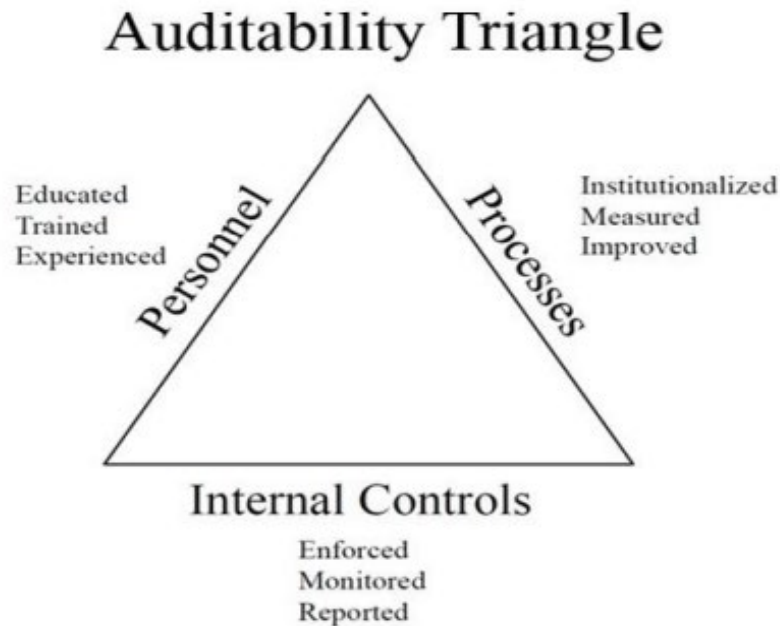 Auditability Triangle
Educated
Trained
Experienced
Personnel
Processes
Institutionalized
Measured
Improved
Internal Controls
Enforced
Monitored
Reported